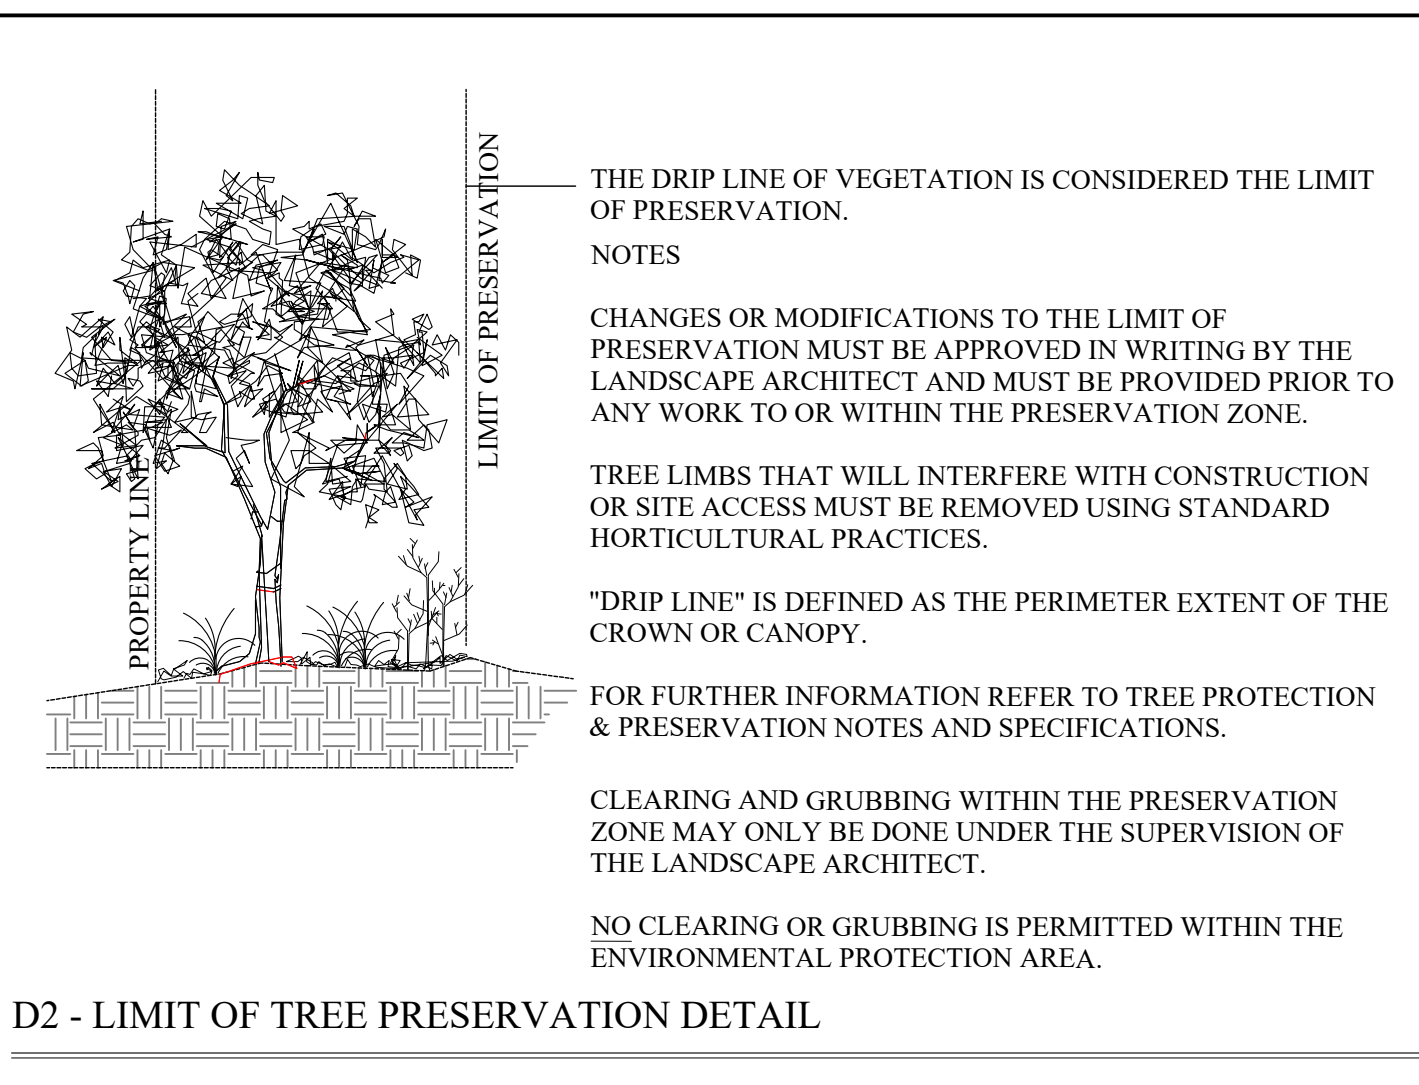 PROPERTY LINE
LIMIT OF PRESERVATION
THE DRIP LINE OF VEGETATION IS CONSIDERED THE LIMIT
OF PRESERVATION.
NOTES
CHANGES OR MODIFICATIONS TO THE LIMIT OF
PRESERVATION MUST BE APPROVED IN WRITING BY THE
LANDSCAPE ARCHITECT AND MUST BE PROVIDED PRIOR TO
ANY WORK TO OR WITHIN THE PRESERVATION ZONE.
TREE LIMBS THAT WILL INTERFERE WITH CONSTRUCTION
OR SITE ACCESS MUST BE REMOVED USING STANDARD
HORTICULTURAL PRACTICES.
"DRIP LINE" IS DEFINED AS THE PERIMETER EXTENT OF THE
CROWN OR CANOPY.
FOR FURTHER INFORMATION REFER TO TREE PROTECTION
& PRESERVATION NOTES AND SPECIFICATIONS.
CLEARING AND GRUBBING WITHIN THE PRESERVATION
ZONE MAY ONLY BE DONE UNDER THE SUPERVISION OF
THE LANDSCAPE ARCHITECT.
NO CLEARING OR GRUBBING IS PERMITTED WITHIN THE
ENVIRONMENTAL PROTECTION AREA.
D2 - LIMIT OF TREE PRESERVATION DETAIL